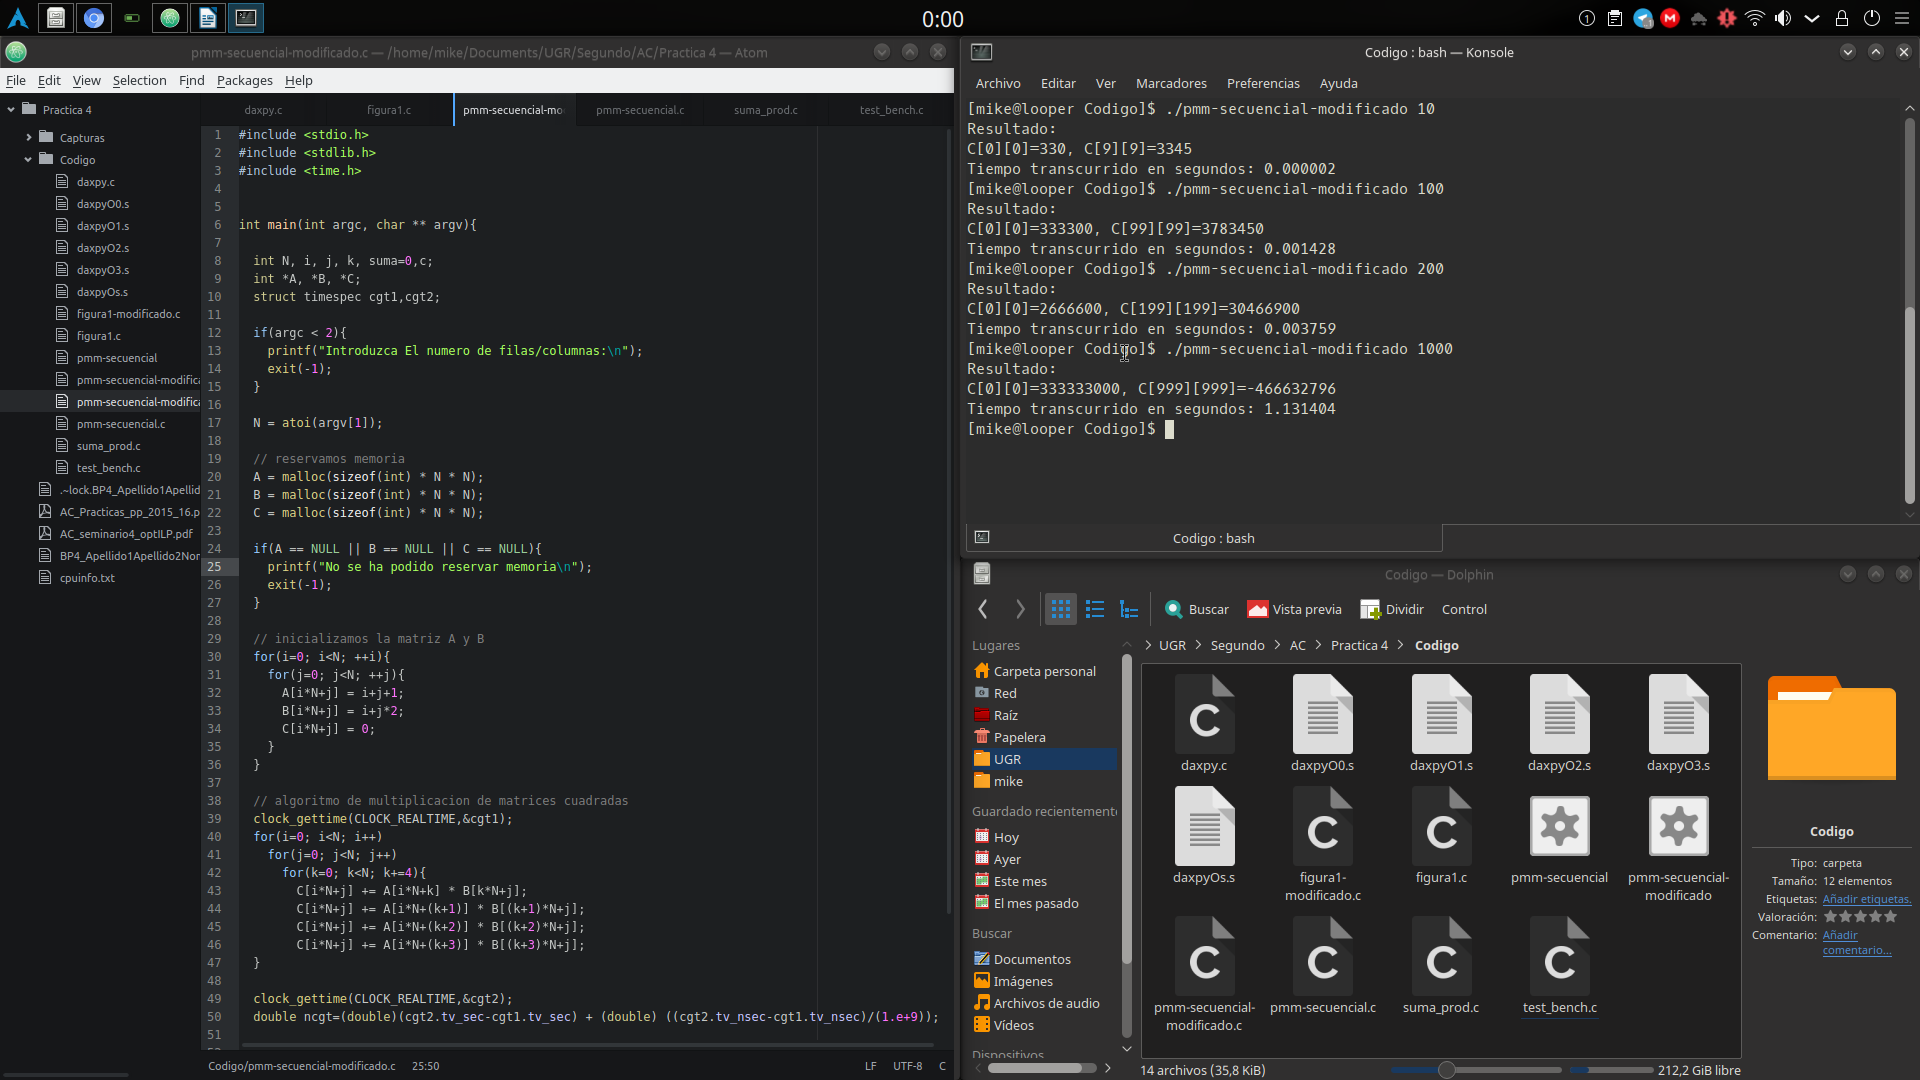 0:00
pmm-secuencial-modificado.c — /home/mike/Documents/UGR/Segundo/AC/Practica 4 — Atom
File Edit View Selection Find Packages Help
Practica 4
Capturas
Codigo
daxpy.c
daxpyO0.s
daxpyO1.s
daxpyO2.s
daxpyO3.s
daxpyOs.s
figura1-modificado.c
figura1.c
pmm-secuencial
pmm-secuencial-modifica
pmm-secuencial-modifica
pmm-secuencial.c
suma_prod.c
test_bench.c
.~lock.BP4_Apellido1Apellid
AC_Practicas_pp_2015_16.p
AC_seminario4_optILP.pdf
BP4_Apellido1Apellido2Nor
cpuinfo.txt
daxpy.c figura1.c pmm-secuencial-mo pmm-secuencial.c suma_prod.c test_bench.c
1 #include <stdio.h>
2 #include <stdlib.h>
3 #include <time.h>
4
5
6 int main(int argc, char ** argv){
7
8 int N, i, j, k, suma=0,c;
9 int *A, *B, *C;
10 struct timespec cgt1,cgt2;
11
12 if(argc < 2){
13 printf("Introduzca El numero de filas/columnas:\n");
14 exit(-1);
15 }
16
17 N = atoi(argv[1]);
18
19 // reservamos memoria
20 A = malloc(sizeof(int) * N * N);
21 B = malloc(sizeof(int) * N * N);
22 C = malloc(sizeof(int) * N * N);
23
24 if(A == NULL || B == NULL || C == NULL){
25 printf("No se ha podido reservar memoria\n");
26 exit(-1);
27 }
28
29 // inicializamos la matriz A y B
30 for(i=0; i<N; ++i){
31 for(j=0; j<N; ++j){
32 A[i*N+j] = i+j+1;
33 B[i*N+j] = i+j*2;
34 C[i*N+j] = 0;
35 }
36 }
37
38 // algoritmo de multiplicacion de matrices cuadradas
39 clock_gettime(CLOCK_REALTIME,&cgt1);
40 for(i=0; i<N; i++)
41 for(j=0; j<N; j++)
42 for(k=0; k<N; k+=4){
43 C[i*N+j] += A[i*N+k] * B[k*N+j];
44 C[i*N+j] += A[i*N+(k+1)] * B[(k+1)*N+j];
45 C[i*N+j] += A[i*N+(k+2)] * B[(k+2)*N+j];
46 C[i*N+j] += A[i*N+(k+3)] * B[(k+3)*N+j];
47 }
48
49 clock_gettime(CLOCK_REALTIME,&cgt2);
50 double ncgt=(double)(cgt2.tv_sec-cgt1.tv_sec) + (double) ((cgt2.tv_nsec-cgt1.tv_nsec)/(1.e+9));
51
Codigo/pmm-secuencial-modificado.c 25:50 LF UTF-8 C
Codigo : bash — Konsole
Archivo Editar Ver Marcadores Preferencias Ayuda
[mike@looper Codigo]$ ./pmm-secuencial-modificado 10
Resultado:
C[0][0]=330, C[9][9]=3345
Tiempo transcurrido en segundos: 0.000002
[mike@looper Codigo]$ ./pmm-secuencial-modificado 100
Resultado:
C[0][0]=333300, C[99][99]=3783450
Tiempo transcurrido en segundos: 0.001428
[mike@looper Codigo]$ ./pmm-secuencial-modificado 200
Resultado:
C[0][0]=2666600, C[199][199]=30466900
Tiempo transcurrido en segundos: 0.003759
[mike@looper Codigo]$ ./pmm-secuencial-modificado 1000
Resultado:
C[0][0]=333333000, C[999][999]=-466632796
Tiempo transcurrido en segundos: 1.131404
[mike@looper Codigo]$
Codigo : bash
Codigo — Dolphin
Buscar Vista previa Dividir Control
Lugares
Carpeta personal
Red
Raíz
Papelera
UGR
mike
Guardado recientement
Hoy
Ayer
Este mes
El mes pasado
Buscar
Documentos
Imágenes
Archivos de audio
Vídeos
Dispositivos
> UGR > Segundo > AC > Practica 4 > Codigo
daxpy.c daxpyO0.s daxpyO1.s daxpyO2.s daxpyO3.s
daxpyOs.s figura1-modificado.c figura1.c pmm-secuencial pmm-secuencial-modificado
pmm-secuencial-modificado.c pmm-secuencial.c suma_prod.c test_bench.c
14 archivos (35,8 KiB) 212,2 GiB libre
Codigo
Tipo: carpeta
Tamaño: 12 elementos
Etiquetas: Añadir etiquetas.
Valoración:
Comentario: Añadir
comentario...